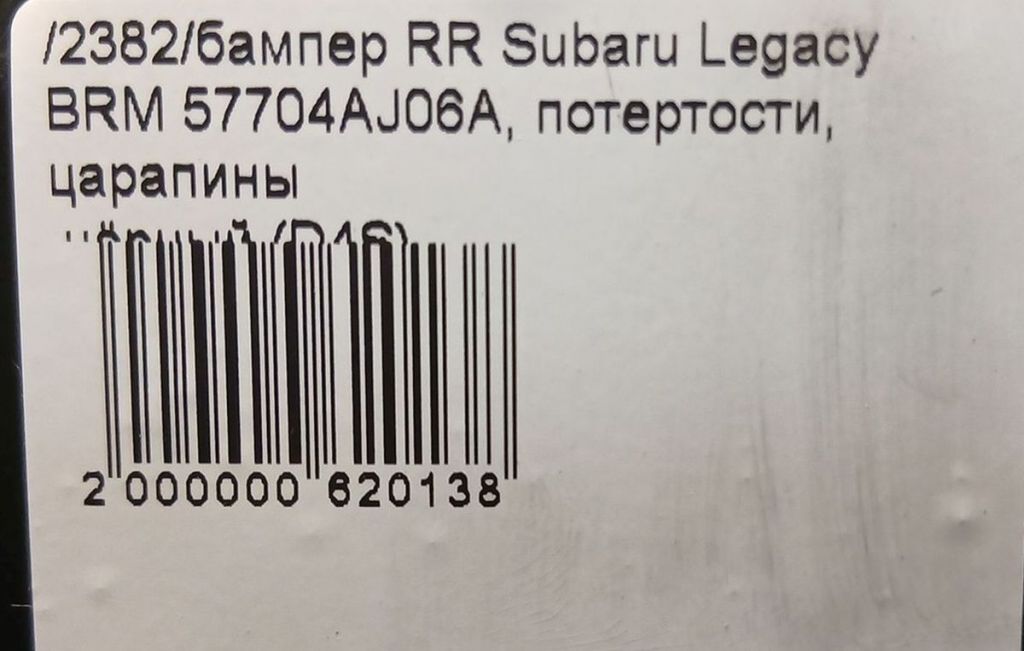 /2382/бампер RR Subaru Legacy
BRM 57704AJ06A, потертости,
царапины
2 000000 620138